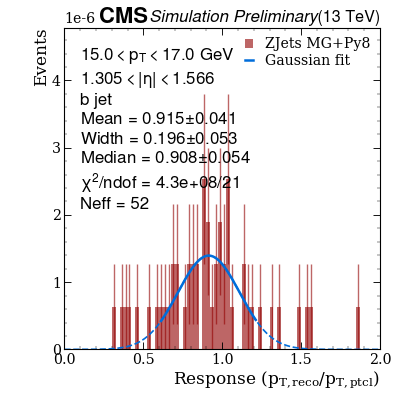 1e-6 CMS Simulation Preliminary (13 TeV)
Events
15.0 < p_T < 17.0 GeV
1.305 < |η| < 1.566
b jet
Mean = 0.915±0.041
Width = 0.196±0.053
Median = 0.908±0.054
χ²/ndof = 4.3e+08/21
Neff = 52
ZJets MG+Py8
Gaussian fit
4
3
2
1
0
0.0 0.5 1.0 1.5 2.0
Response (p_T,reco/p_T,ptcl)